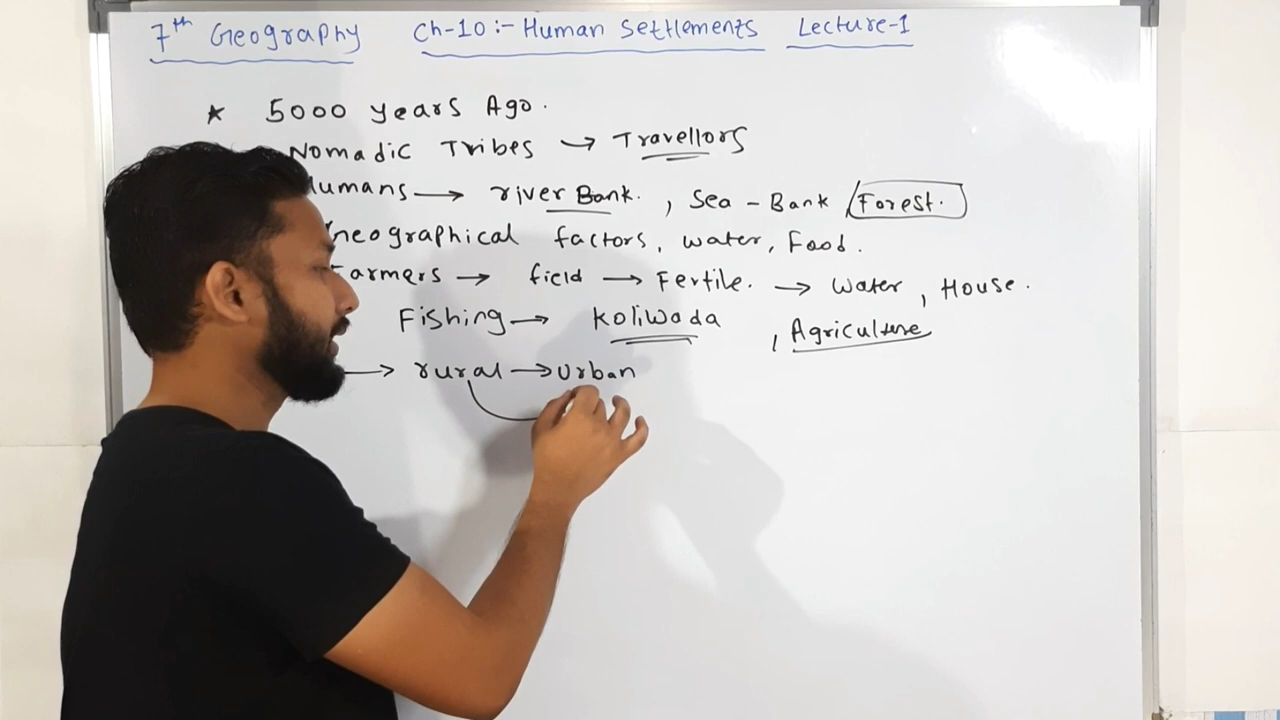 7th Geography Ch-10:- Human Settlements Lecture-1
* 5000 years Ago.
Nomadic Tribes → Travellors
Humans → river Bank. , Sea - Bank / Forest.
Geographical factors, water, Food.
Farmers → field → Fertile. → Water , House.
Fishing → Koliwada , Agriculture
→ rural → Urban